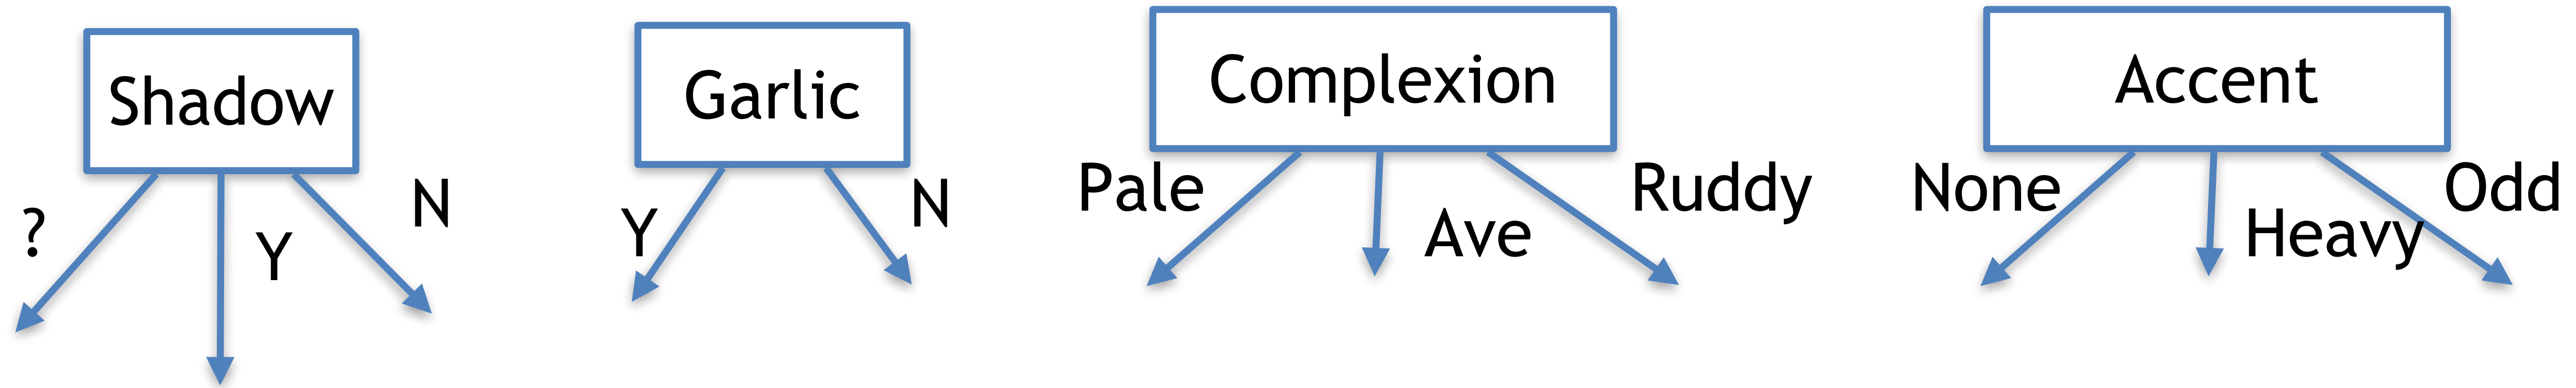 Shadow
?
Y
N
Garlic
Y
N
Complexion
Pale
Ave
Ruddy
Accent
None
Heavy
Odd